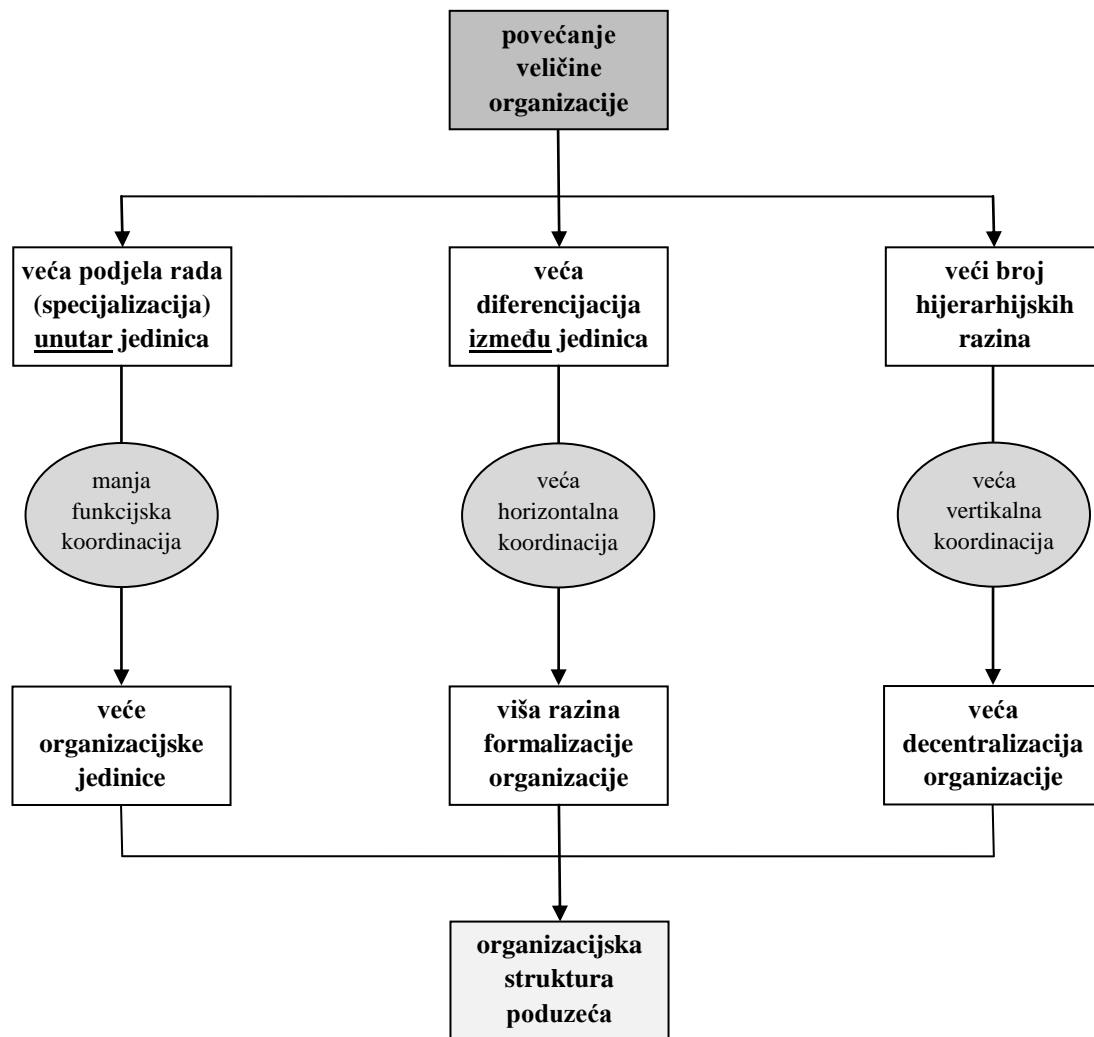 povećanje
veličine
organizacije
veća podjela rada
(specijalizacija)
unutar jedinica
veća
diferencijacija
između jedinica
veći broj
hijerarhijskih
razina
manja
funkcijska
koordinacija
veća
horizontalna
koordinacija
veća
vertikalna
koordinacija
veće
organizacijske
jedinice
viša razina
formalizacije
organizacije
veća
decentralizacija
organizacije
organizacijska
struktura
poduzeća